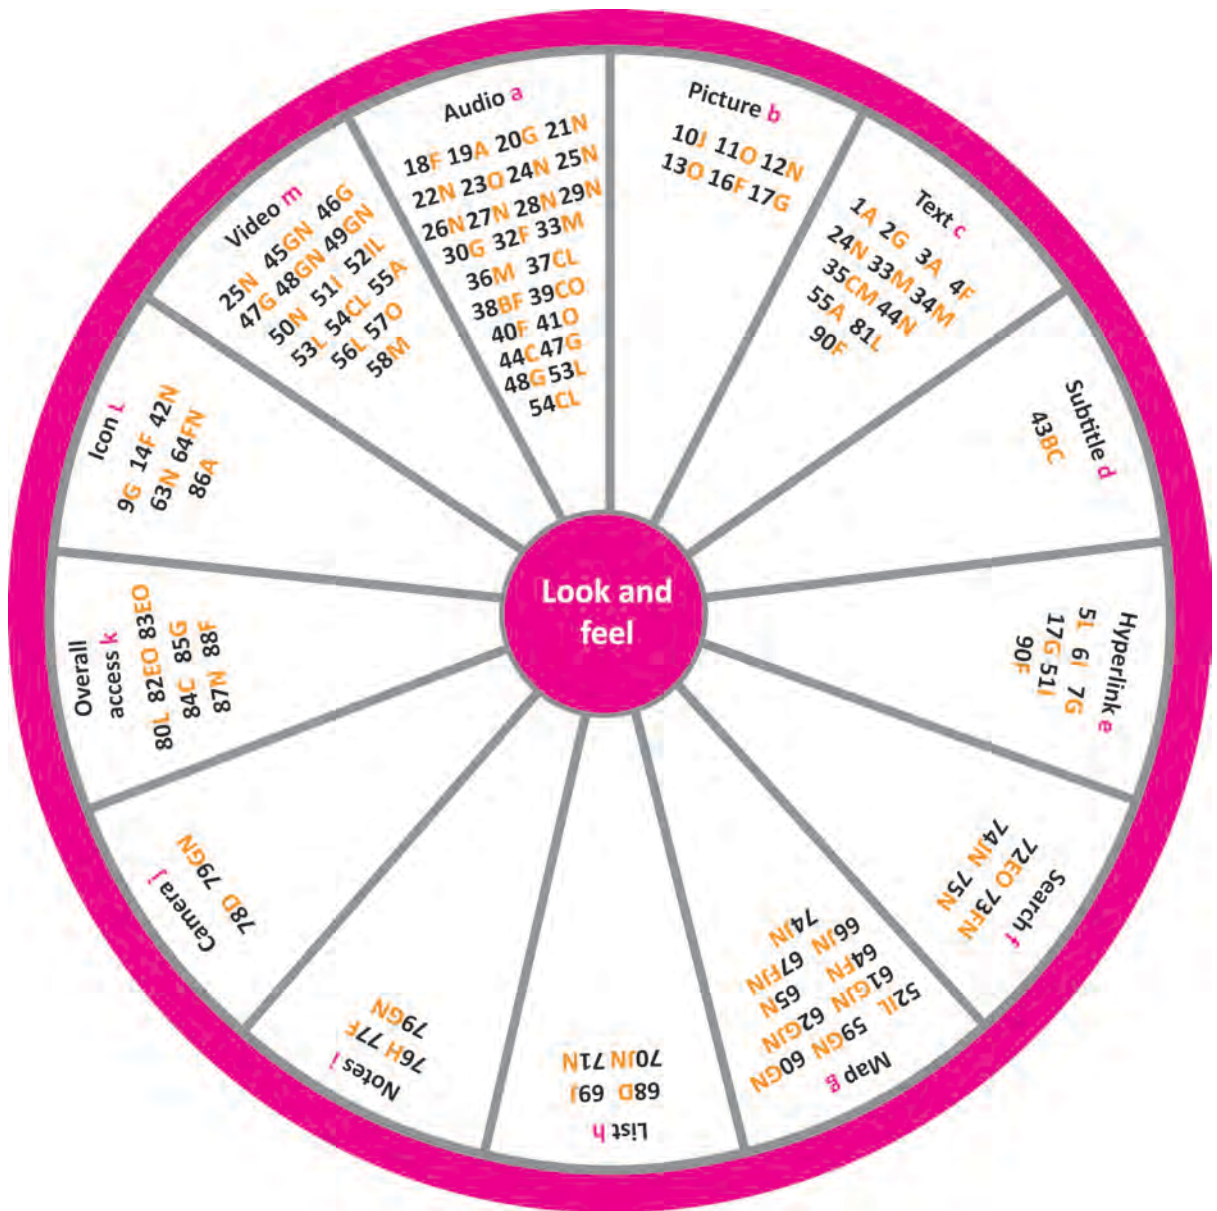 Look and
feel
Audio a
18F 19A 20G 21N
22N 23O 24N 25N
26N 27N 28N 29N
30G 32F 33M
36M 37CL
38BF 39CO
40F 41O
44C 47G
48G 53L
54CL
Picture b
10J 11O 12N
13O 16F 17G
Text c
1A 2G 3A 4F
24N 33M 34M
35CM 44N
55A 81L
90F
Subtitle d
43BC
Hyperlink e
5I 6I 7G
17G 51I
90F
Search f
72EO 73FN
74JN 75N
Map g
52IL 59GN 60GN
61GJN 62GJN
64FN 65N
66JN 67FJN
74JN
List h
68D 69J
70JN 71N
Notes i
76H 77F
79GN
Camera j
78D 79GN
Overall
access k
80L 82EO 83EO
84C 85G
87N 88F
Icon L
9G 14F 42N
63N 64FN
86A
Video m
25N 45GN 46G
47G 48GN 49GN
50N 51I 52IL
53L 54CL 55A
56L 57O
58M